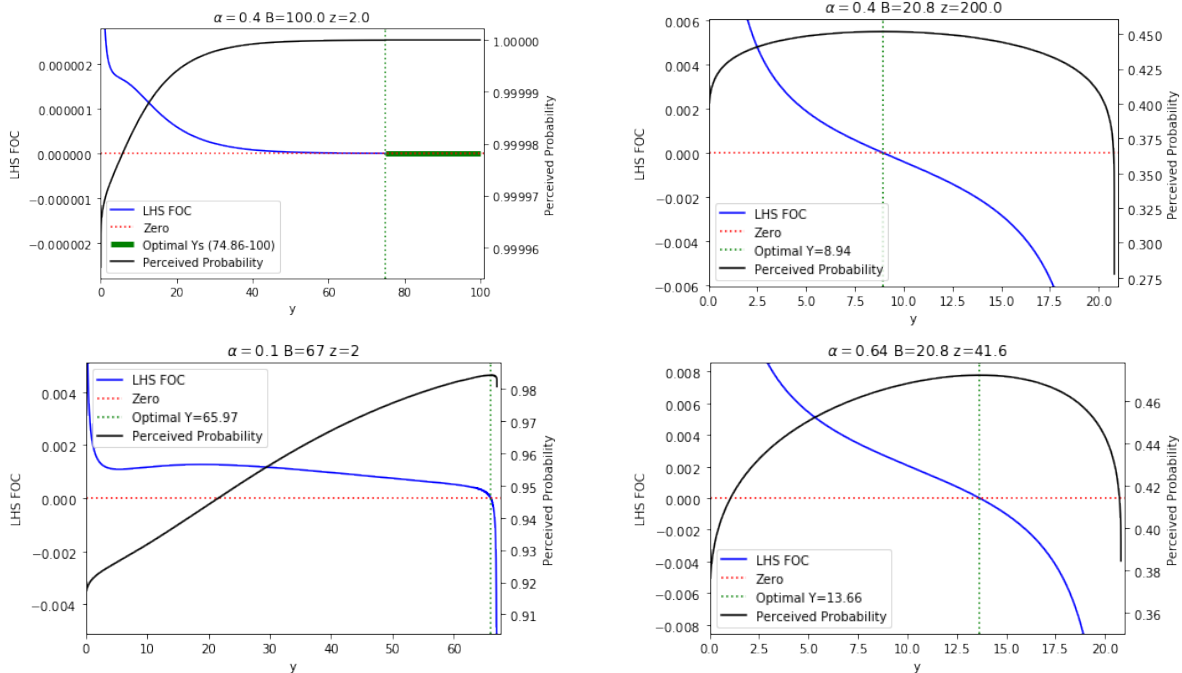 α = 0.4 B=100.0 z=2.0
0.000002
0.000001
0.000000
−0.000001
−0.000002
LHS FOC
1.00000
0.99999
0.99998
0.99997
0.99996
Perceived Probability
LHS FOC
Zero
Optimal Ys (74.86-100)
Perceived Probability
0 20 40 60 80 100
y
α = 0.4 B=20.8 z=200.0
0.006
0.004
0.002
0.000
−0.002
−0.004
−0.006
LHS FOC
0.450
0.425
0.400
0.375
0.350
0.325
0.300
0.275
Perceived Probability
LHS FOC
Zero
Optimal Y=8.94
Perceived Probability
0.0 2.5 5.0 7.5 10.0 12.5 15.0 17.5 20.0
y
α = 0.1 B=67 z=2
0.004
0.002
0.000
−0.002
−0.004
LHS FOC
0.98
0.97
0.96
0.95
0.94
0.93
0.92
0.91
Perceived Probability
LHS FOC
Zero
Optimal Y=65.97
Perceived Probability
0 10 20 30 40 50 60
y
α = 0.64 B=20.8 z=41.6
0.008
0.006
0.004
0.002
0.000
−0.002
−0.004
−0.006
−0.008
LHS FOC
0.46
0.44
0.42
0.40
0.38
0.36
Perceived Probability
LHS FOC
Zero
Optimal Y=13.66
Perceived Probability
0.0 2.5 5.0 7.5 10.0 12.5 15.0 17.5 20.0
y